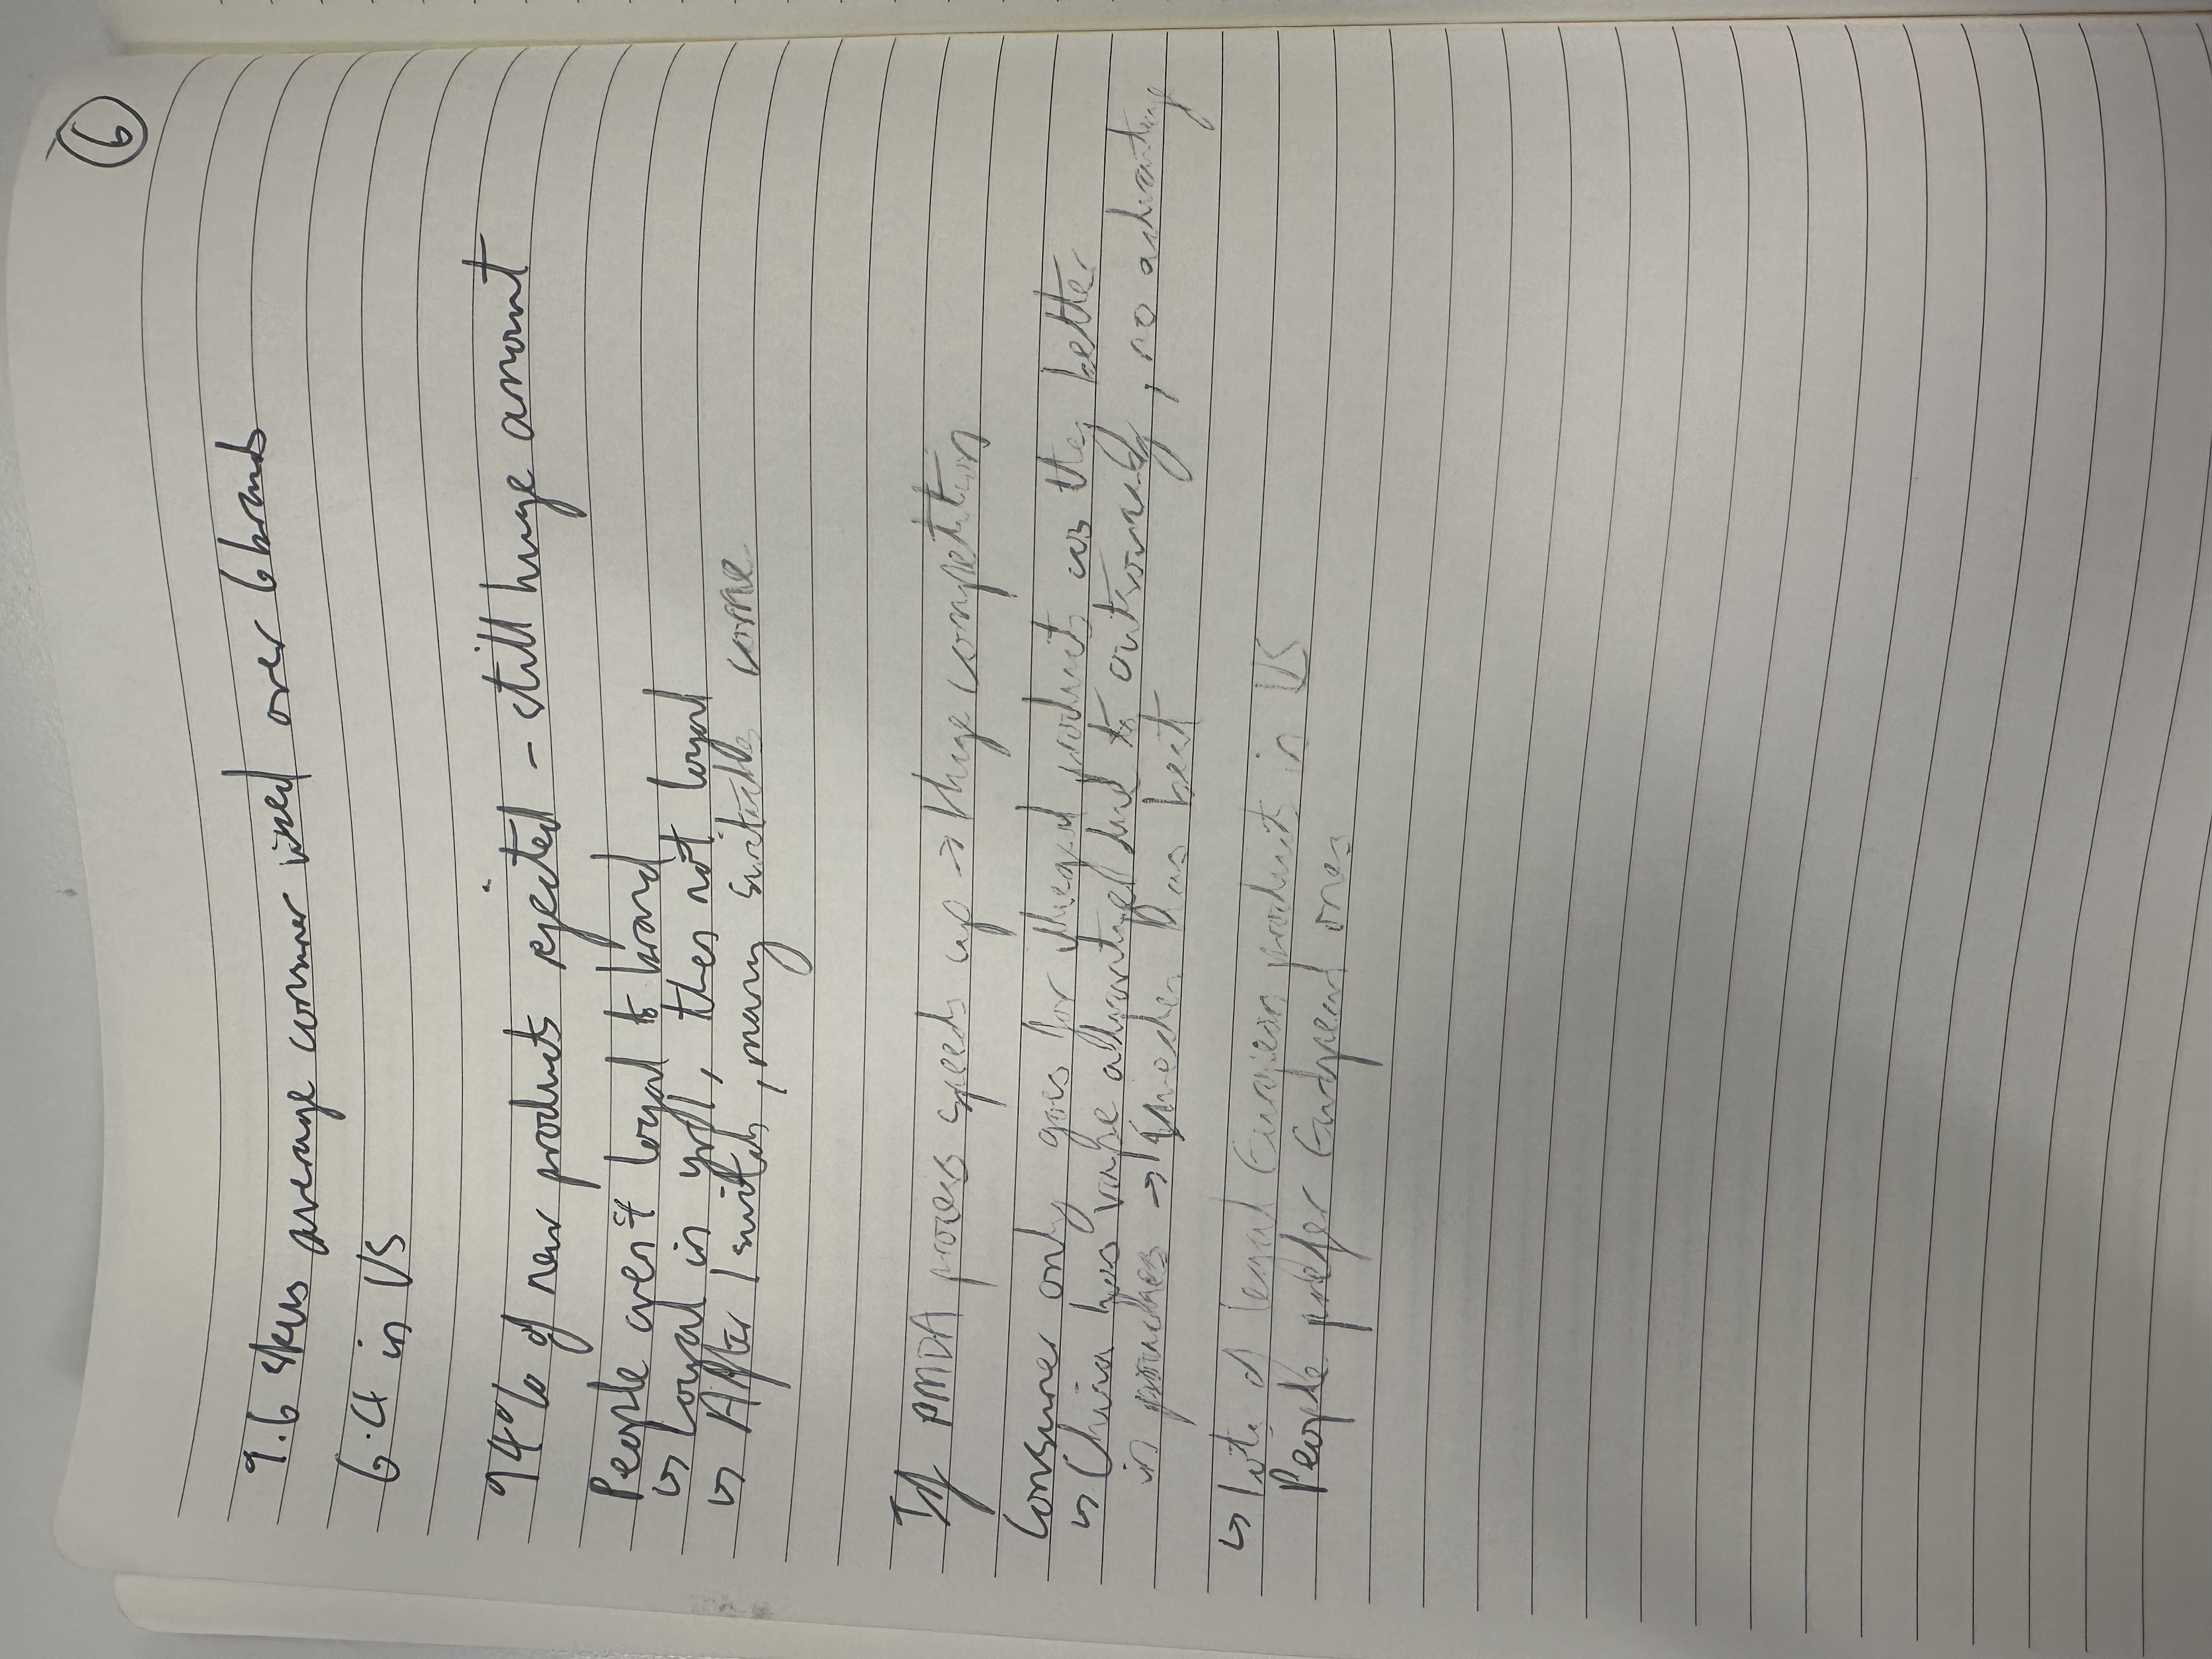 6
9.6 skus average consumer used over 6 brands
6.4 in US
94% of new products rejected - still huge amount
People aren't loyal to brand
↳ Loyal in yr 1, then not loyal
↳ After 1 switch, many switches come
If PMDA process speeds up → Huge competition
Consumer only goes for illegal products as they better
↳ China has vape advantage due to outsourcing, no advantage
in pouches → Sweden has best
↳ lots of legal European products in US
People prefer European ones